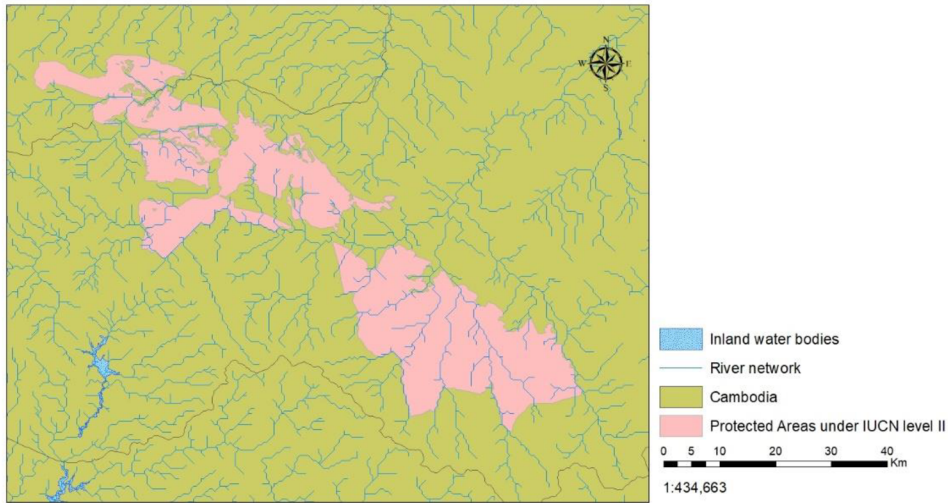 N
W E
S
Inland water bodies
River network
Cambodia
Protected Areas under IUCN level II
0 5 10 20 30 40
Km
1:434,663